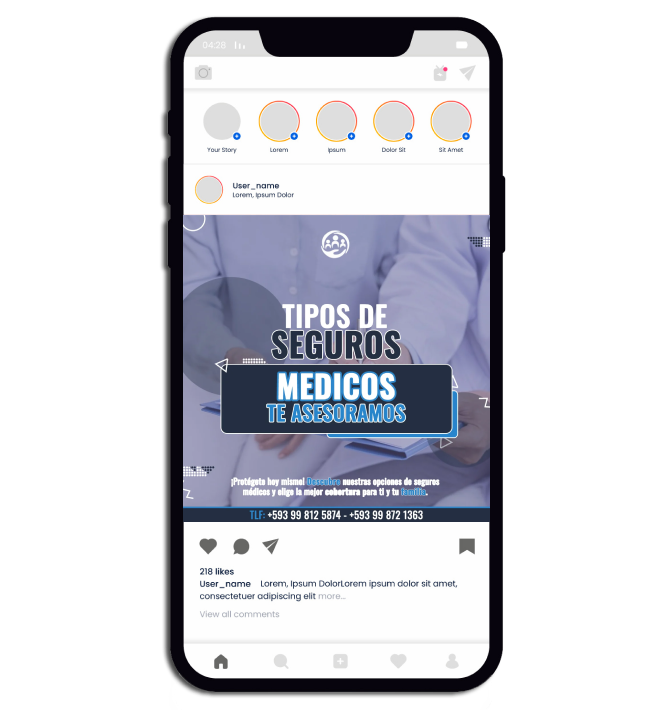 04:28
Your Story
Lorem
Ipsum
Dolor Sit
Sit Amet
User_name
Lorem, Ipsum Dolor
TIPOS DE
SEGUROS
MEDICOS
TE ASESORAMOS
¡Protégete hoy mismo! Descubre nuestras opciones de seguros
médicos y elige la mejor cobertura para ti y tu familia.
TLF: +593 99 812 5874 - +593 99 872 1363
218 likes
User_name Lorem, Ipsum DolorLorem ipsum dolor sit amet,
consectetuer adipiscing elit more...
View all comments